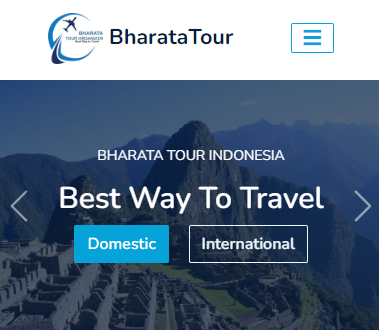 BHARATA
TOUR ORGANIZER
Best Way to Travel
BharataTour
BHARATA TOUR INDONESIA
Best Way To Travel
Domestic
International